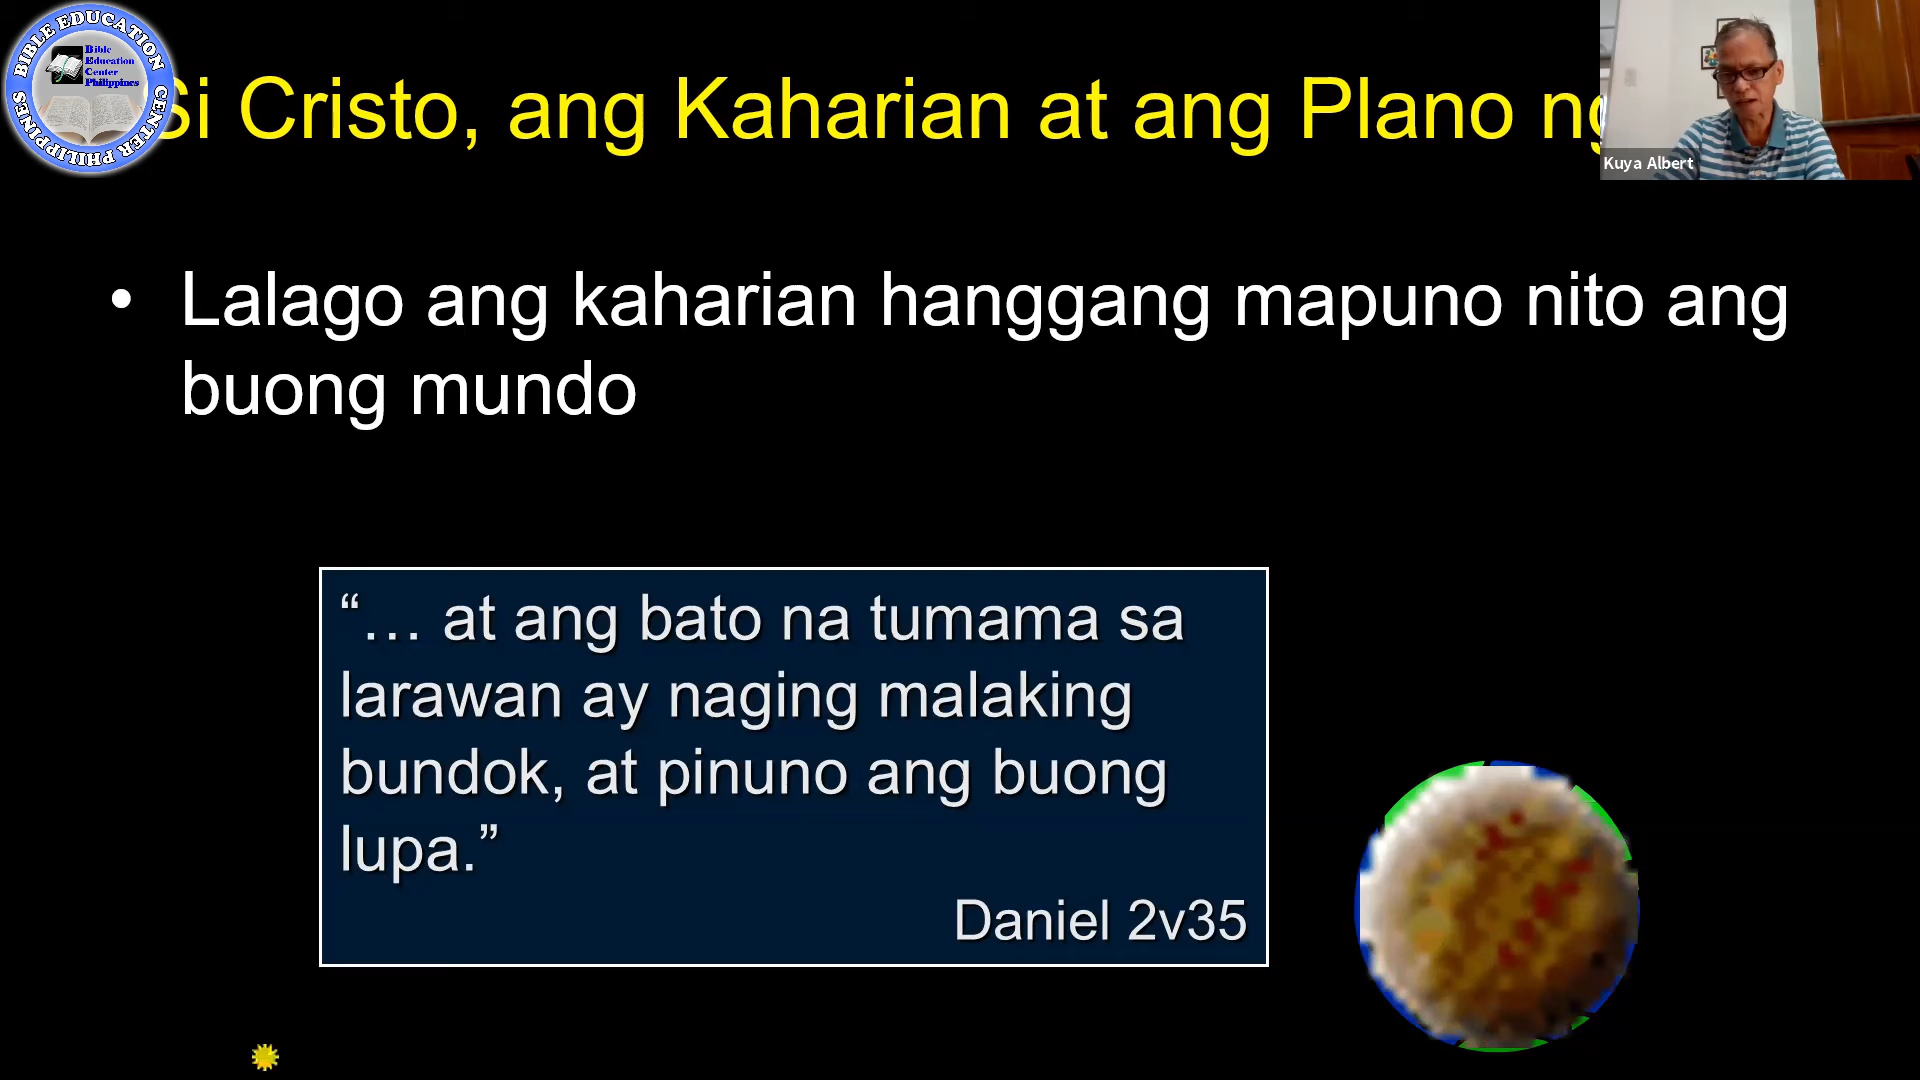 BIBLE EDUCATION CENTER PHILIPPINES
Bible
Education
Center
Philippines
Si Cristo, ang Kaharian at ang Plano ng
Kuya Albert
• Lalago ang kaharian hanggang mapuno nito ang
buong mundo
“… at ang bato na tumama sa
larawan ay naging malaking
bundok, at pinuno ang buong
lupa.”
Daniel 2v35